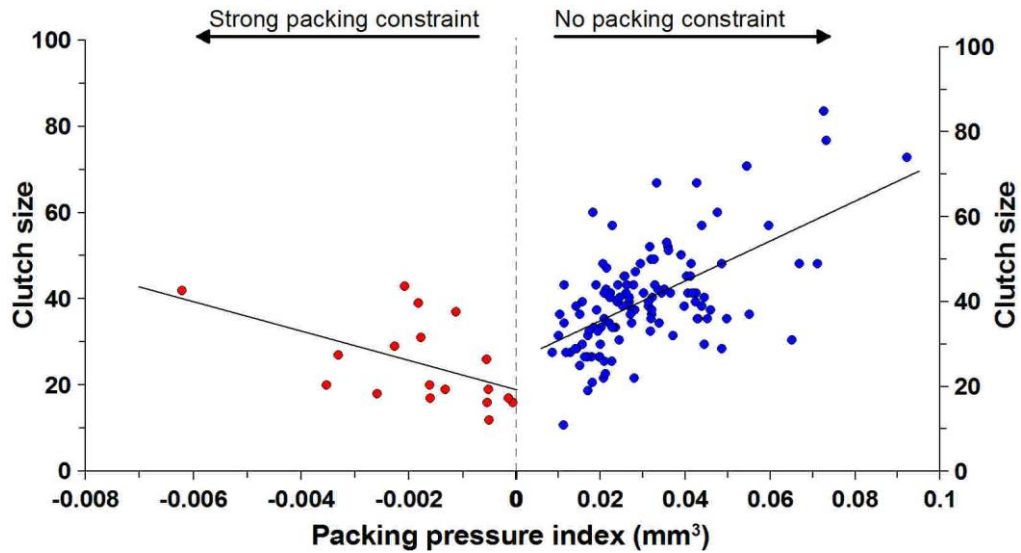 Strong packing constraint
No packing constraint
100
80
60
40
20
0
Clutch size
100
80
60
40
20
0
Clutch size
-0.008 -0.006 -0.004 -0.002 0 0.02 0.04 0.06 0.08 0.1
Packing pressure index (mm³)